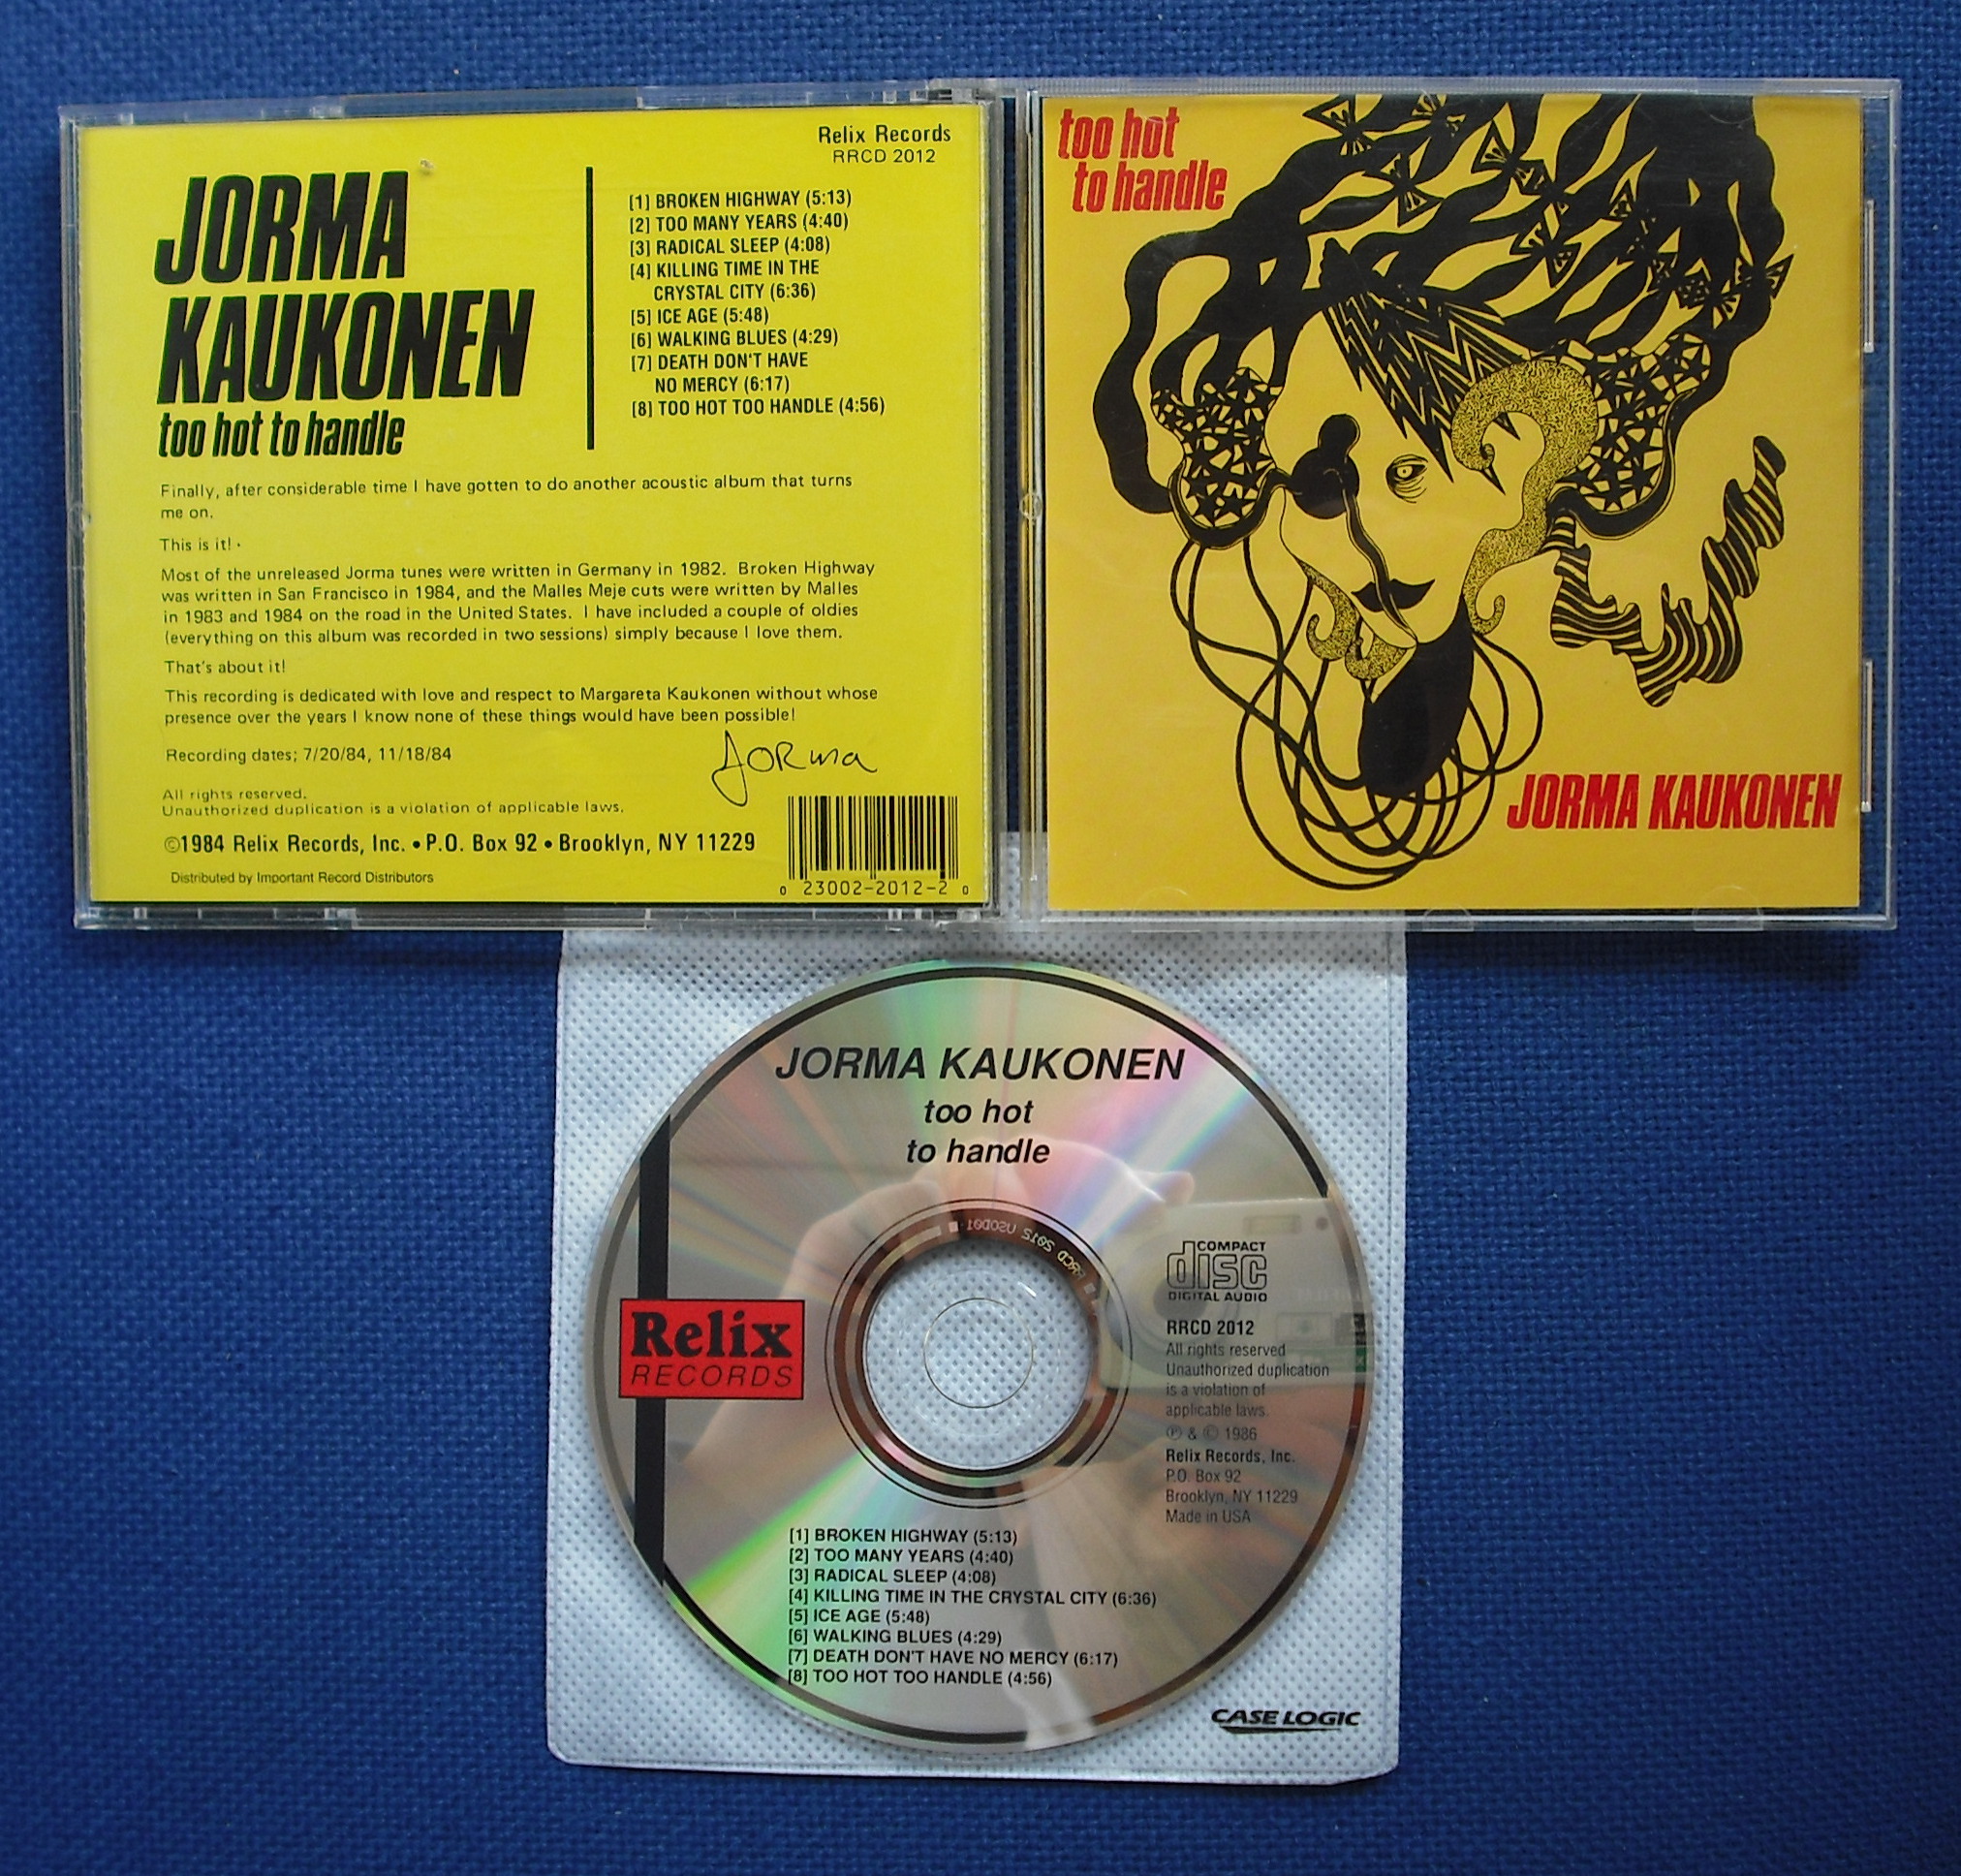 Relix Records
RRCD 2012
JORMA
KAUKONEN
too hot to handle
[1] BROKEN HIGHWAY (5:13)
[2] TOO MANY YEARS (4:40)
[3] RADICAL SLEEP (4:08)
[4] KILLING TIME IN THE
CRYSTAL CITY (6:36)
[5] ICE AGE (5:48)
[6] WALKING BLUES (4:29)
[7] DEATH DON'T HAVE
NO MERCY (6:17)
[8] TOO HOT TOO HANDLE (4:56)
Finally, after considerable time I have gotten to do another acoustic album that turns
me on.
This is it!
Most of the unreleased Jorma tunes were written in Germany in 1982. Broken Highway
was written in San Francisco in 1984, and the Malles Meje cuts were written by Malles
in 1983 and 1984 on the road in the United States. I have included a couple of oldies
(everything on this album was recorded in two sessions) simply because I love them.
That's about it!
This recording is dedicated with love and respect to Margareta Kaukonen without whose
presence over the years I know none of these things would have been possible!
Recording dates; 7/20/84, 11/18/84
Jorma
All rights reserved.
Unauthorized duplication is a violation of applicable laws.
©1984 Relix Records, Inc. • P.O. Box 92 • Brooklyn, NY 11229
Distributed by Important Record Distributors
0 23002-2012-2 0
too hot
to handle
JORMA KAUKONEN
JORMA KAUKONEN
too hot
to handle
RRCD 2012 USOD01
Relix
RECORDS
COMPACT
disc
DIGITAL AUDIO
RRCD 2012
All rights reserved
Unauthorized duplication
is a violation of
applicable laws.
℗ & © 1986
Relix Records, Inc.
P.O. Box 92
Brooklyn, NY 11229
Made in USA
[1] BROKEN HIGHWAY (5:13)
[2] TOO MANY YEARS (4:40)
[3] RADICAL SLEEP (4:08)
[4] KILLING TIME IN THE CRYSTAL CITY (6:36)
[5] ICE AGE (5:48)
[6] WALKING BLUES (4:29)
[7] DEATH DON'T HAVE NO MERCY (6:17)
[8] TOO HOT TOO HANDLE (4:56)
CASE LOGIC